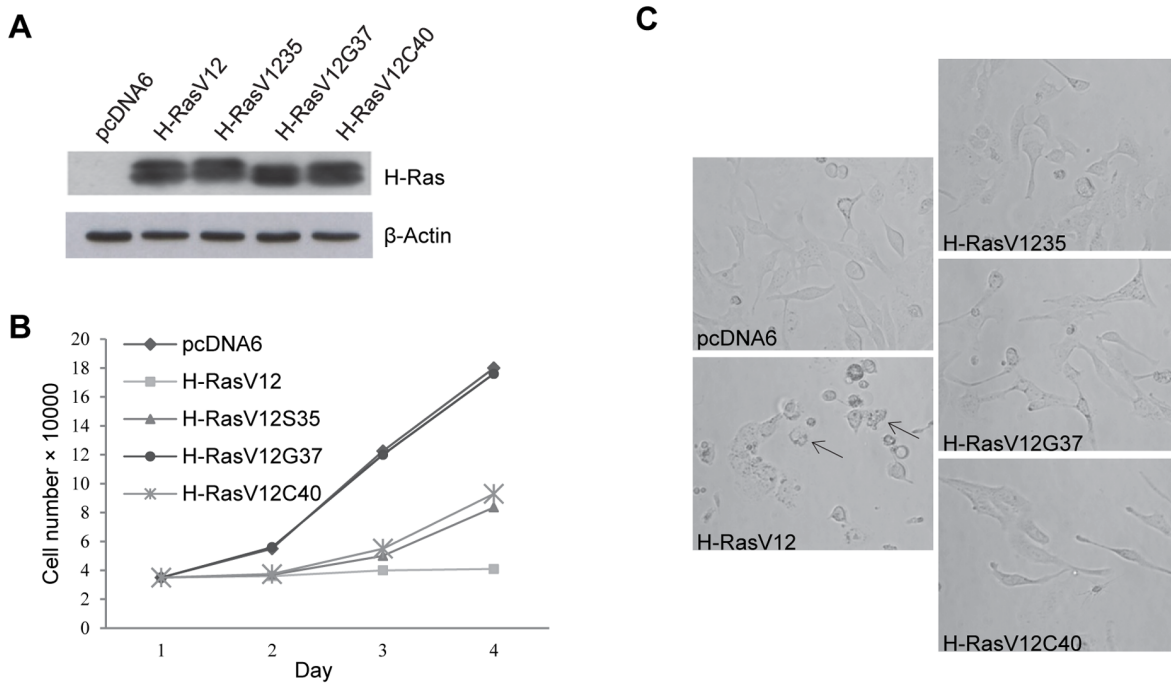 A
pcDNA6
H-RasV12
H-RasV1235
H-RasV12G37
H-RasV12C40
H-Ras
β-Actin
B
20
18
16
14
12
10
8
6
4
2
0
Cell number × 10000
pcDNA6
H-RasV12
H-RasV12S35
H-RasV12G37
H-RasV12C40
1 2 3 4
Day
C
pcDNA6
H-RasV12
H-RasV1235
H-RasV12G37
H-RasV12C40